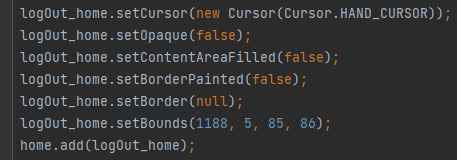 logOut_home.setCursor(new Cursor(Cursor.HAND_CURSOR));
logOut_home.setOpaque(false);
logOut_home.setContentAreaFilled(false);
logOut_home.setBorderPainted(false);
logOut_home.setBorder(null);
logOut_home.setBounds(1188, 5, 85, 86);
home.add(logOut_home);